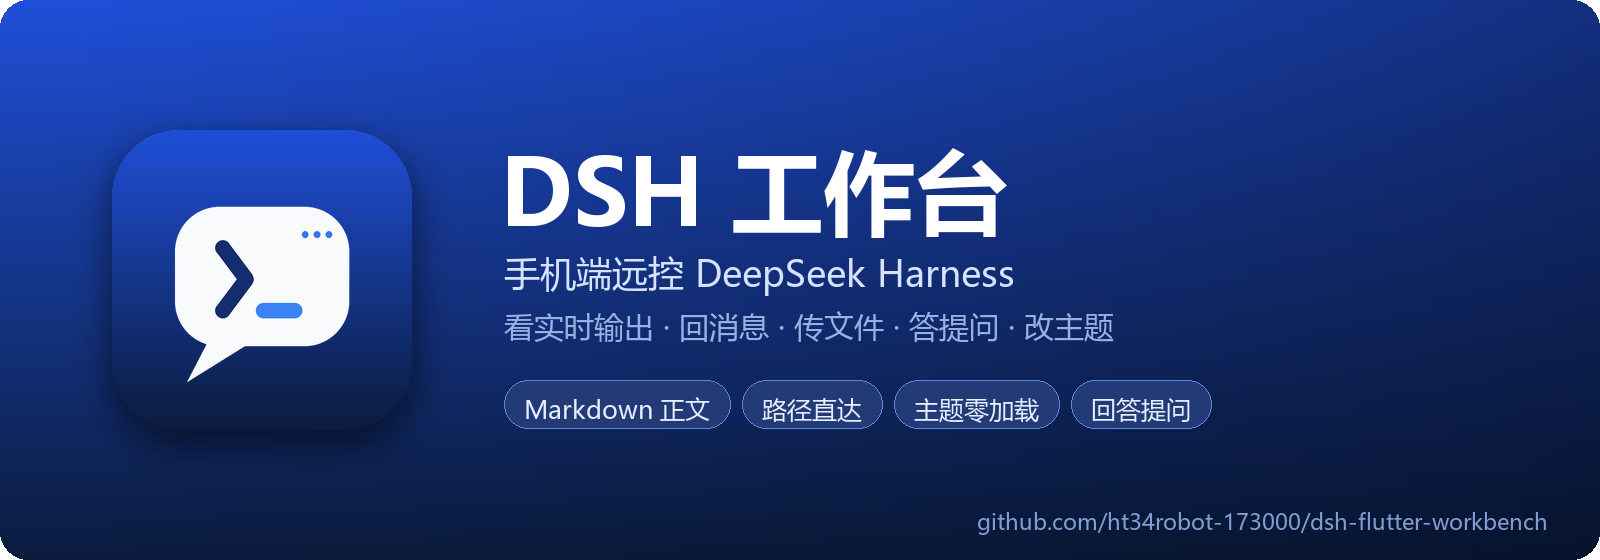 DSH 工作台
手机端远控 DeepSeek Harness
看实时输出 · 回消息 · 传文件 · 答提问 · 改主题
Markdown 正文 路径直达 主题零加载 回答提问
github.com/ht34robot-173000/dsh-flutter-workbench